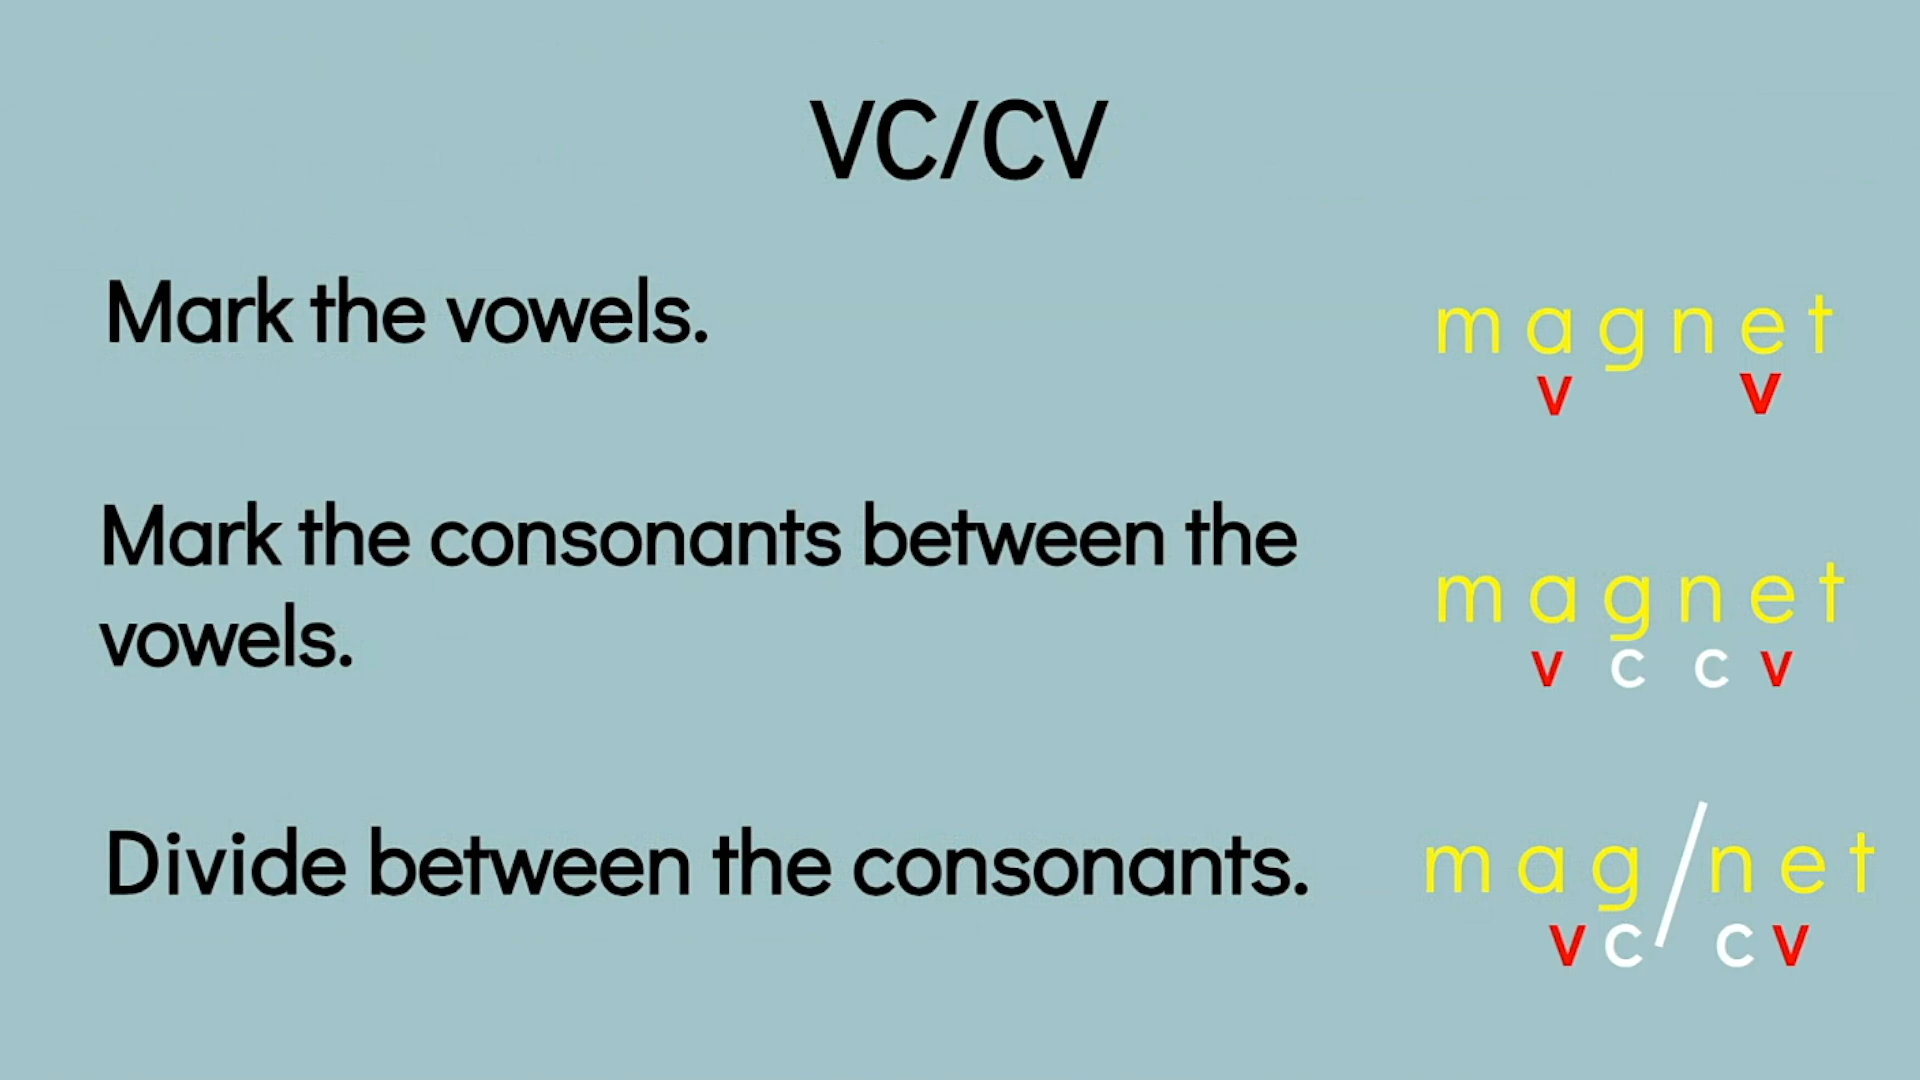 VC/CV
Mark the vowels.
m a g n e t
v v
Mark the consonants between the
vowels.
m a g n e t
v c c v
Divide between the consonants.
m a g / n e t
v c c v